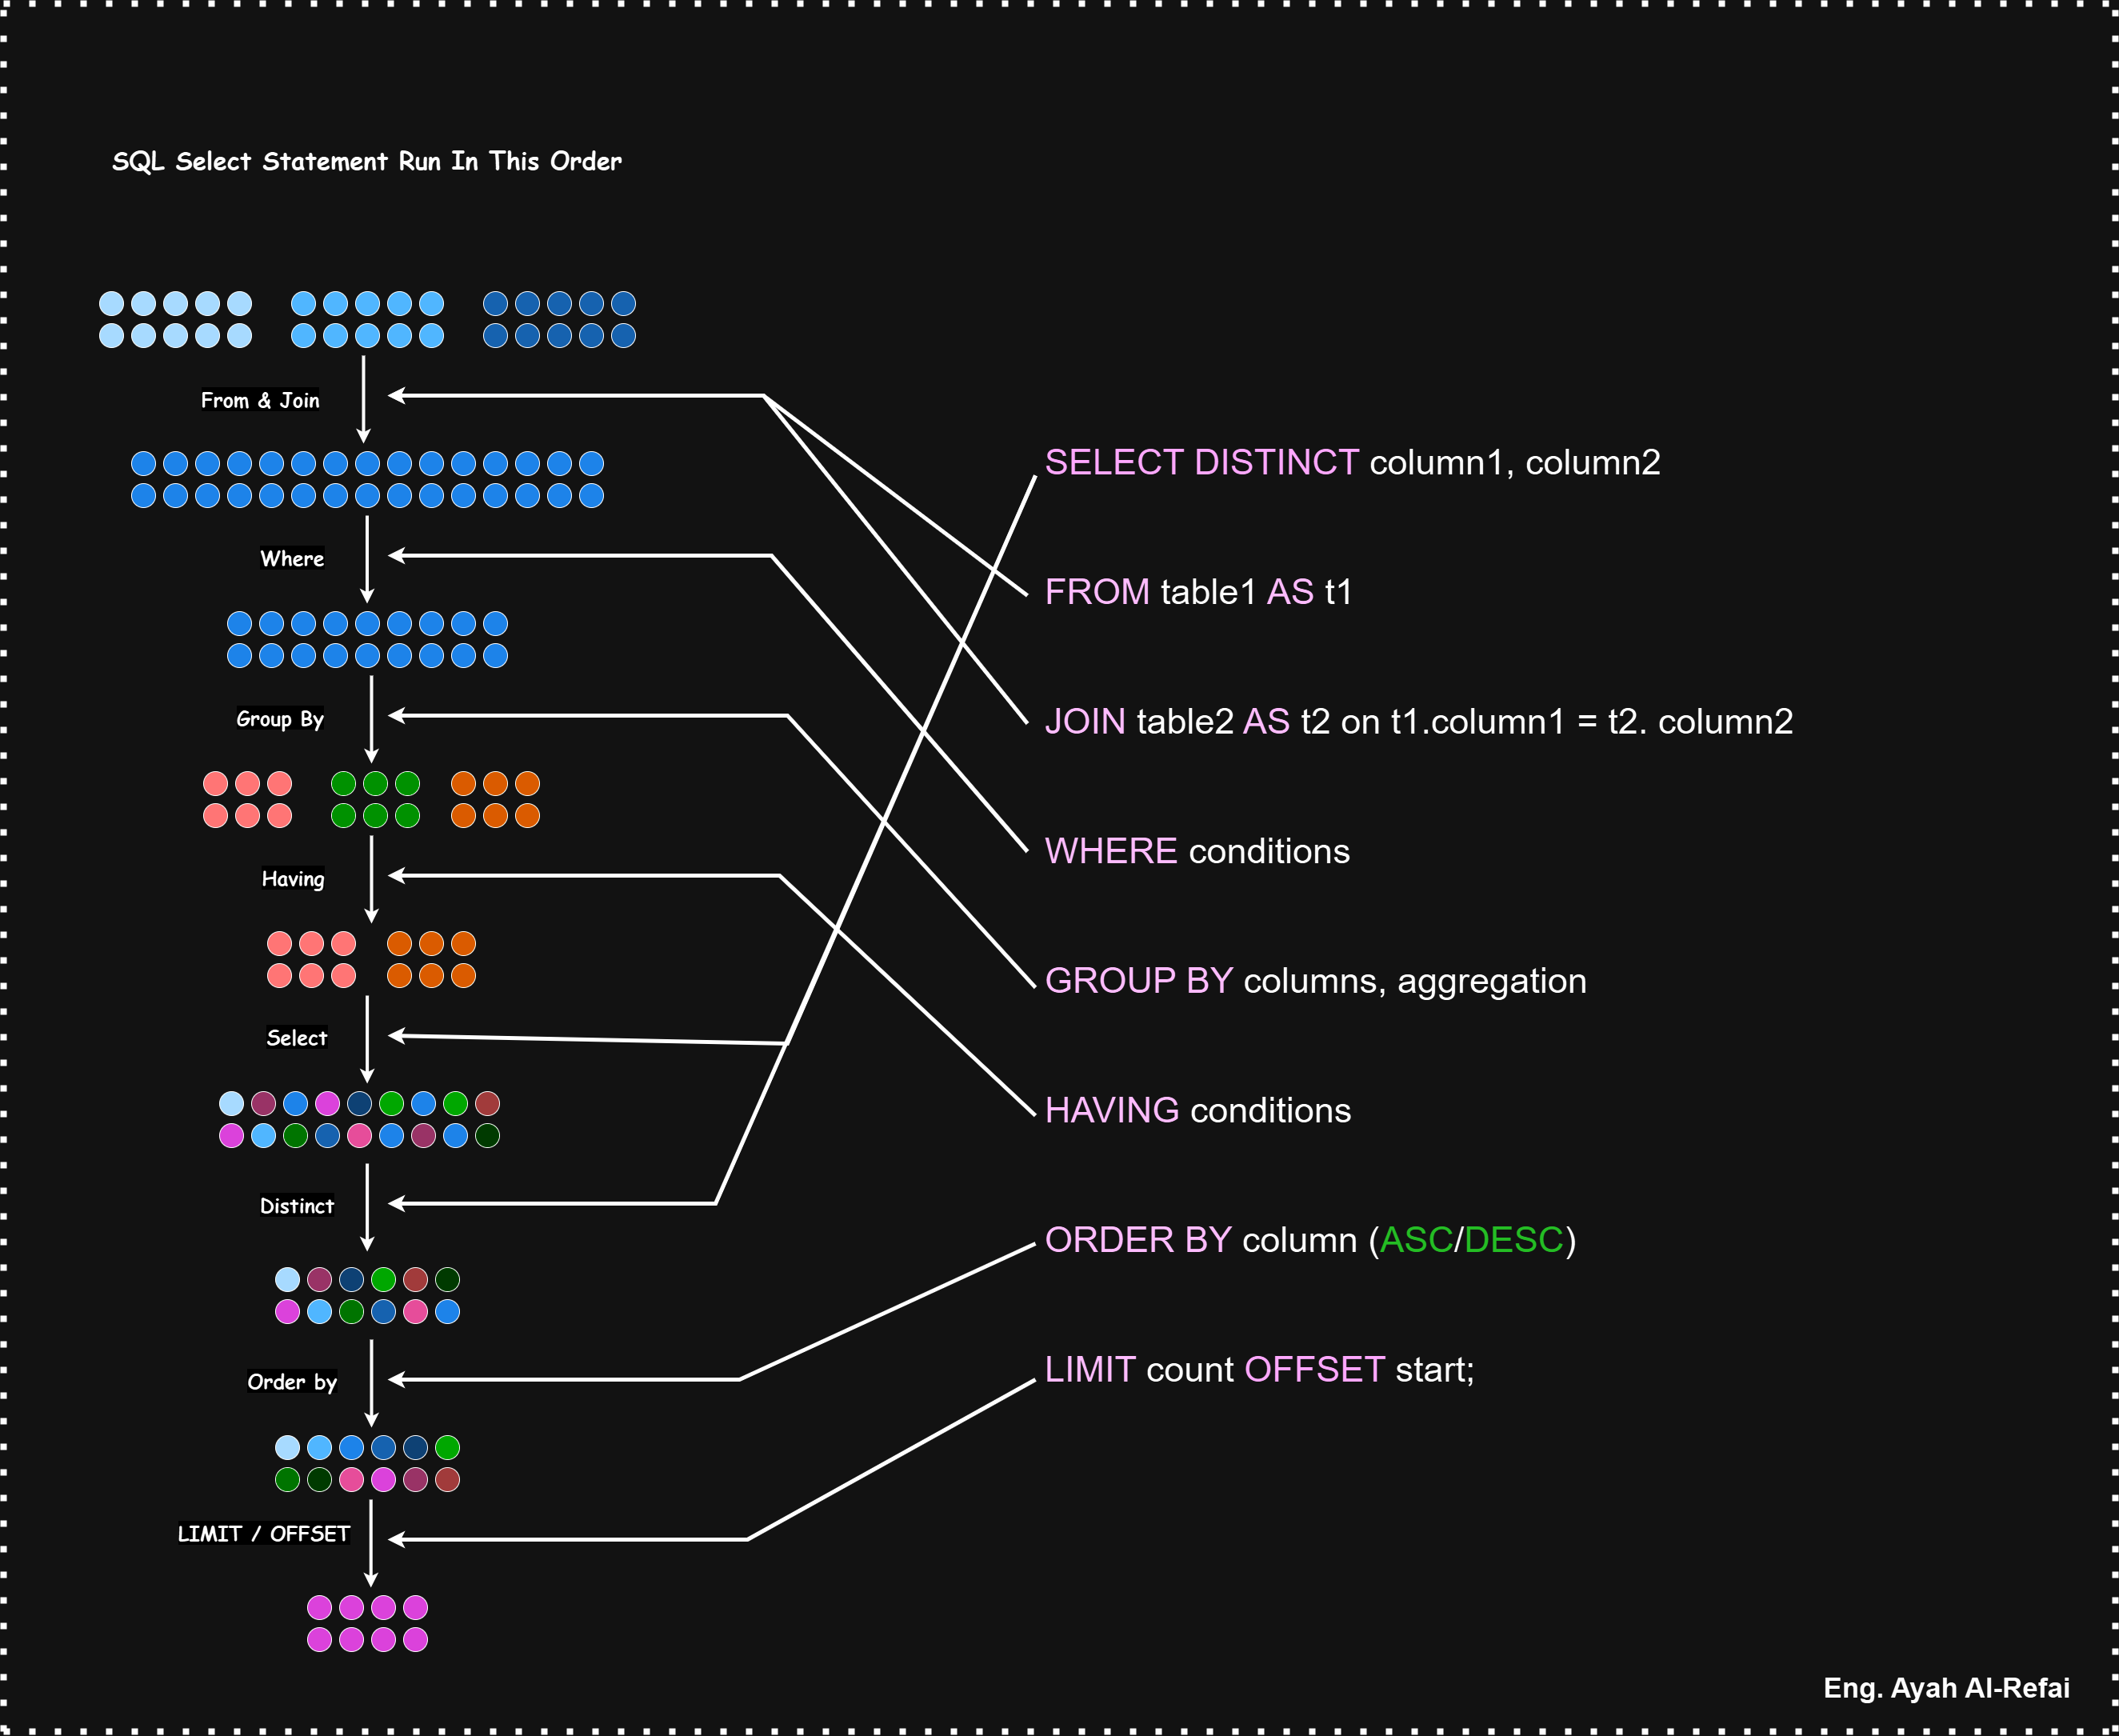 SQL Select Statement Run In This Order
From & Join
Where
Group By
Having
Select
Distinct
Order by
LIMIT / OFFSET
SELECT DISTINCT column1, column2
FROM table1 AS t1
JOIN table2 AS t2 on t1.column1 = t2. column2
WHERE conditions
GROUP BY columns, aggregation
HAVING conditions
ORDER BY column (ASC/DESC)
LIMIT count OFFSET start;
Eng. Ayah Al-Refai